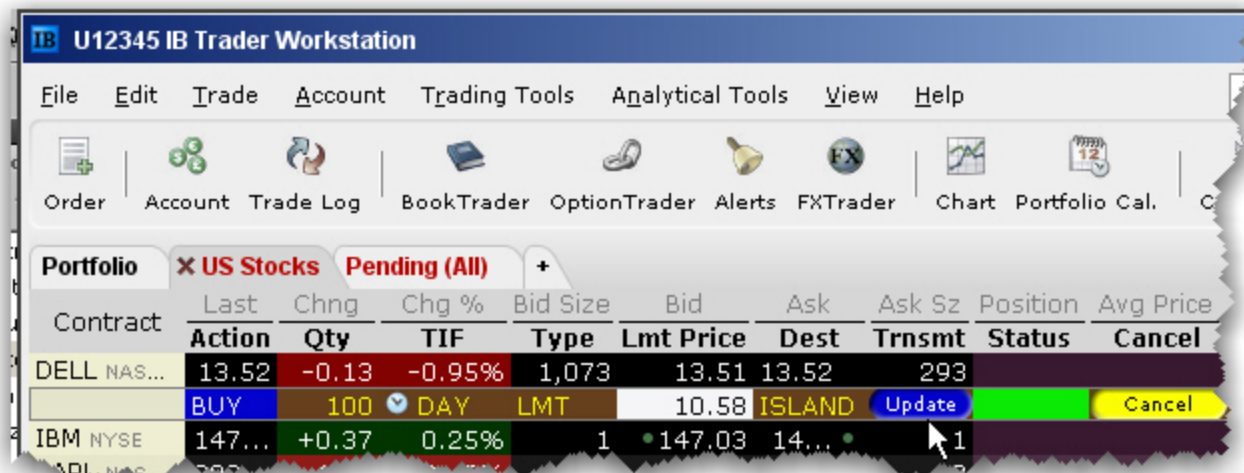 IB U12345 IB Trader Workstation
File Edit Trade Account Trading Tools Analytical Tools View Help
FX 12
Order Account Trade Log BookTrader OptionTrader Alerts FXTrader Chart Portfolio Cal.
Portfolio US Stocks Pending (All) +
Contract
Last Chng Chg % Bid Size Bid Ask Ask Sz Position Avg Price
Action Qty TIF Type Lmt Price Dest Trnsmt Status Cancel
DELL NAS... 13.52 -0.13 -0.95% 1,073 13.51 13.52 293
BUY 100 DAY LMT 10.58 ISLAND Update Cancel
IBM NYSE 147... +0.37 0.25% 1 147.03 14... 1